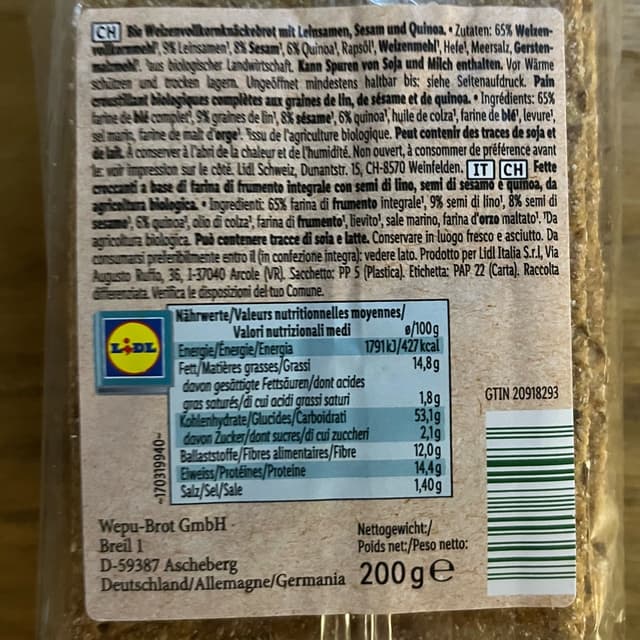 CH Bio Weizenvollkornknäckebrot mit Leinsamen, Sesam und Quinoa. • Zutaten: 65% Weizen-
vollkornmehl¹, 9% Leinsamen¹, 8% Sesam¹, 6% Quinoa¹, Rapsöl¹, Weizenmehl¹, Hefe¹, Meersalz, Gersten-
malzmehl¹. ¹aus biologischer Landwirtschaft. Kann Spuren von Soja und Milch enthalten. Vor Wärme
schützen und trocken lagern. Ungeöffnet mindestens haltbar bis: siehe Seitenaufdruck. Pain
croustillant biologiques complètes aux graines de lin, de sésame et de quinoa. • Ingrédients: 65%
farine de blé complet¹, 9% graines de lin¹, 8% sésame¹, 6% quinoa¹, huile de colza¹, farine de blé¹, levure¹,
sel marin, farine de malt d'orge¹. ¹issu de l'agriculture biologique. Peut contenir des traces de soja et
de lait. À conserver à l'abri de la chaleur et de l'humidité. Non ouvert, à consommer de préférence avant
le: voir impression sur le côté. Lidl Schweiz, Dunantstr. 15, CH-8570 Weinfelden. IT CH Fette
croccanti a base di farina di frumento integrale con semi di lino, semi di sesamo e quinoa, da
agricoltura biologica. • Ingredienti: 65% farina di frumento integrale¹, 9% semi di lino¹, 8% semi di
sesamo¹, 6% quinoa¹, olio di colza¹, farina di frumento¹, lievito¹, sale marino, farina d'orzo maltato¹. ¹Da
agricoltura biologica. Può contenere tracce di soia e latte. Conservare in luogo fresco e asciutto. Da
consumarsi preferibilmente entro il (in confezione integra): vedere lato. Prodotto per Lidl Italia S.r.l, Via
Augusto Ruffo, 36, I-37040 Arcole (VR). Sacchetto: PP 5 (Plastica). Etichetta: PAP 22 (Carta). Raccolta
differenziata. Verifica le disposizioni del tuo Comune.
LIDL
Nährwerte/Valeurs nutritionnelles moyennes/
Valori nutrizionali medi ø/100g
Energie/Énergie/Energia 1791kJ/427kcal
Fett/Matières grasses/Grassi 14,8g
davon gesättigte Fettsäuren/dont acides
gras saturés/di cui acidi grassi saturi 1,8g
Kohlenhydrate/Glucides/Carboidrati 53,1g
davon Zucker/dont sucres/di cui zuccheri 2,1g
Ballaststoffe/Fibres alimentaires/Fibre 12,0g
Eiweiss/Protéines/Proteine 14,4g
Salz/Sel/Sale 1,40g
-170319940-
GTIN 20918293
Wepu-Brot GmbH
Breil 1
D-59387 Ascheberg
Deutschland/Allemagne/Germania
Nettogewicht:/
Poids net:/Peso netto:
200g e